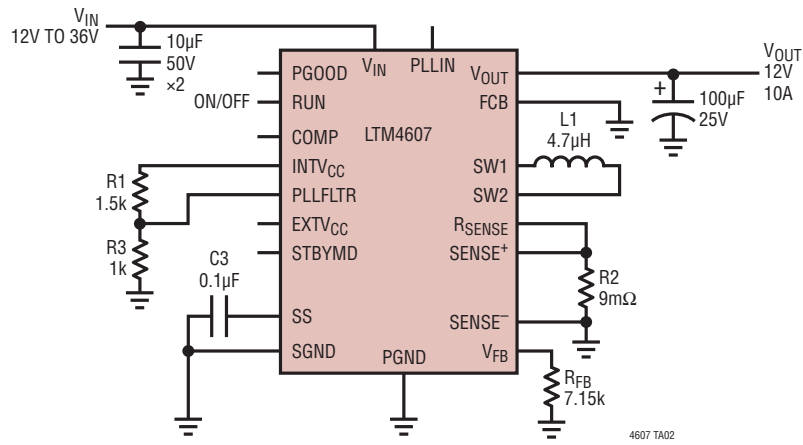 VIN
12V TO 36V
10µF
50V
×2
PGOOD
VIN
PLLIN
VOUT
VOUT
12V
10A
ON/OFF
RUN
FCB
+
100µF
25V
COMP
LTM4607
L1
4.7µH
INTVCC
SW1
R1
1.5k
PLLFLTR
SW2
EXTVCC
RSENSE
R3
1k
STBYMD
SENSE+
C3
0.1µF
R2
9mΩ
SS
SENSE–
SGND
PGND
VFB
RFB
7.15k
4607 TA02